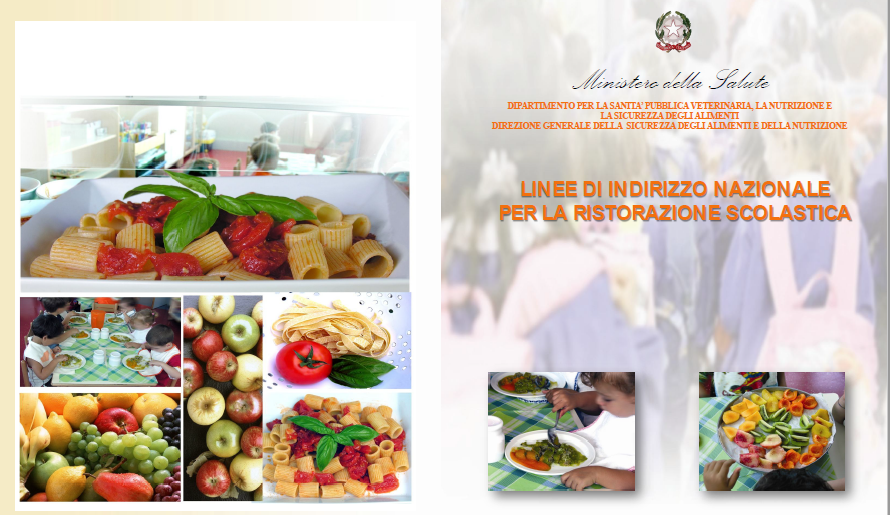 Ministero della Salute
DIPARTIMENTO PER LA SANITA' PUBBLICA VETERINARIA, LA NUTRIZIONE E
LA SICUREZZA DEGLI ALIMENTI
DIREZIONE GENERALE DELLA SICUREZZA DEGLI ALIMENTI E DELLA NUTRIZIONE
LINEE DI INDIRIZZO NAZIONALE
PER LA RISTORAZIONE SCOLASTICA